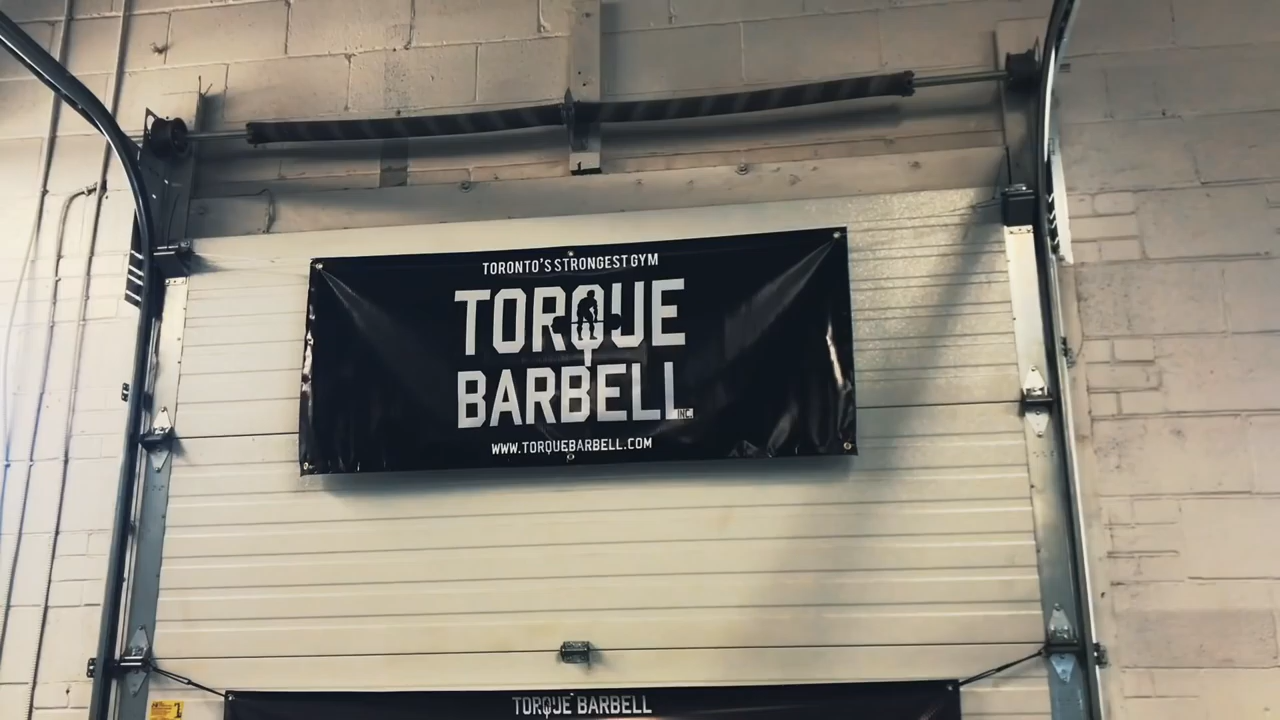 TORONTO'S STRONGEST GYM
TORQUE
BARBELL INC.
WWW.TORQUEBARBELL.COM
TORQUE BARBELL